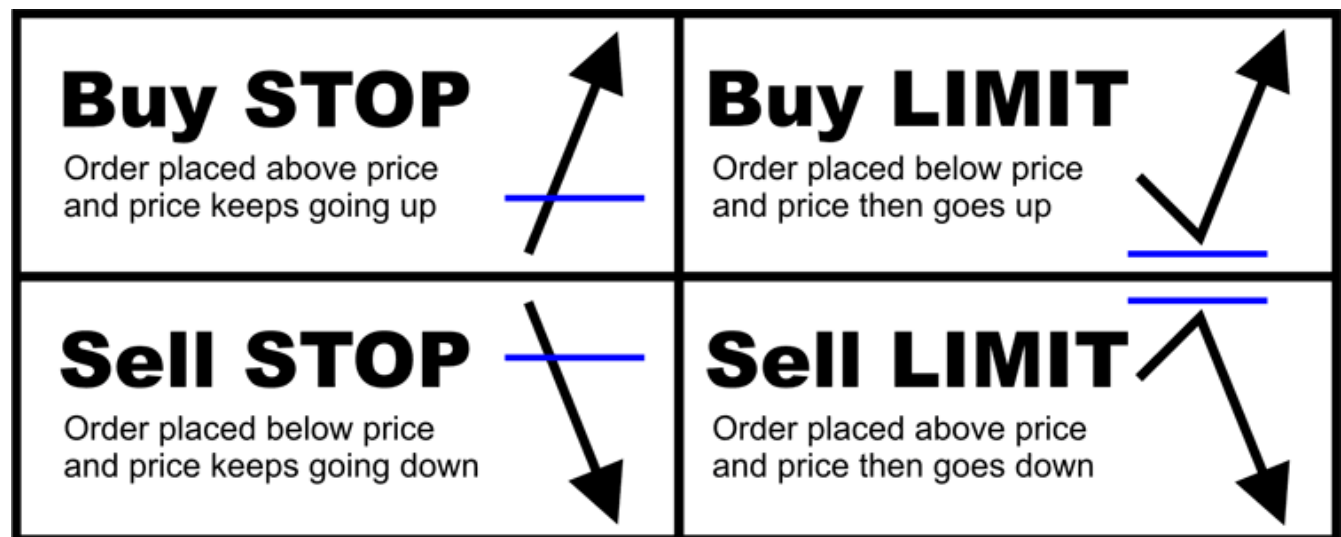 Buy STOP
Order placed above price
and price keeps going up
Buy LIMIT
Order placed below price
and price then goes up
Sell STOP
Order placed below price
and price keeps going down
Sell LIMIT
Order placed above price
and price then goes down